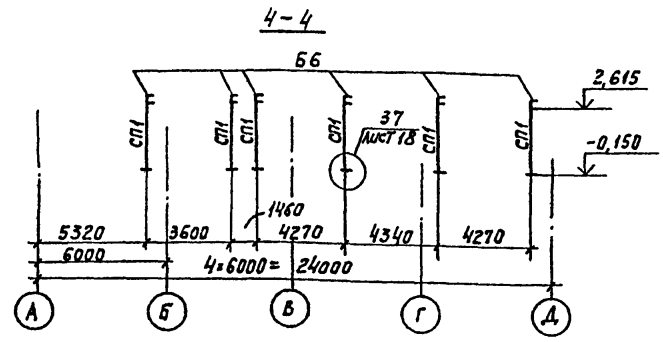 4-4
Б6
2,615
СП1
СП1
СП1
СП1
СП1
СП1
37
ЛИСТ 18
-0,150
1460
5320
3600
4270
4340
4270
6000
4×6000= 24000
А
Б
В
Г
Д